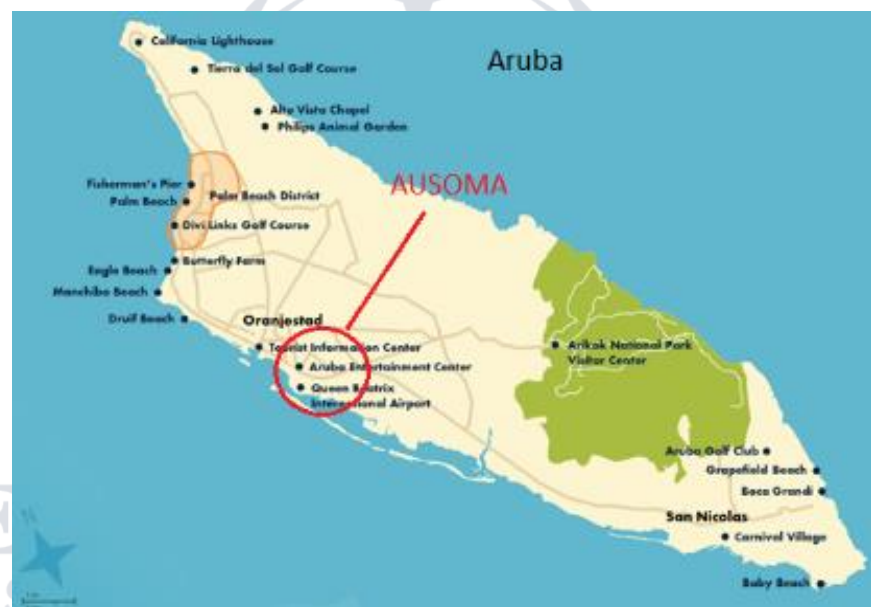 California Lighthouse
Aruba
Tierra del Sol Golf Course
Alto Vista Chapel
Philips Animal Garden
AUSOMA
Fisherman's Pier
Palm Beach District
Palm Beach
Divi Links Golf Course
Butterfly Farm
Eagle Beach
Manchibo Beach
Druif Beach
Oranjestad
Tourist Information Center
Arikok National Park
Visitor Center
Aruba Entertainment Center
Queen Beatrix
International Airport
Aruba Golf Club
Grapefield Beach
Boca Grandi
San Nicolas
Carnival Village
Baby Beach